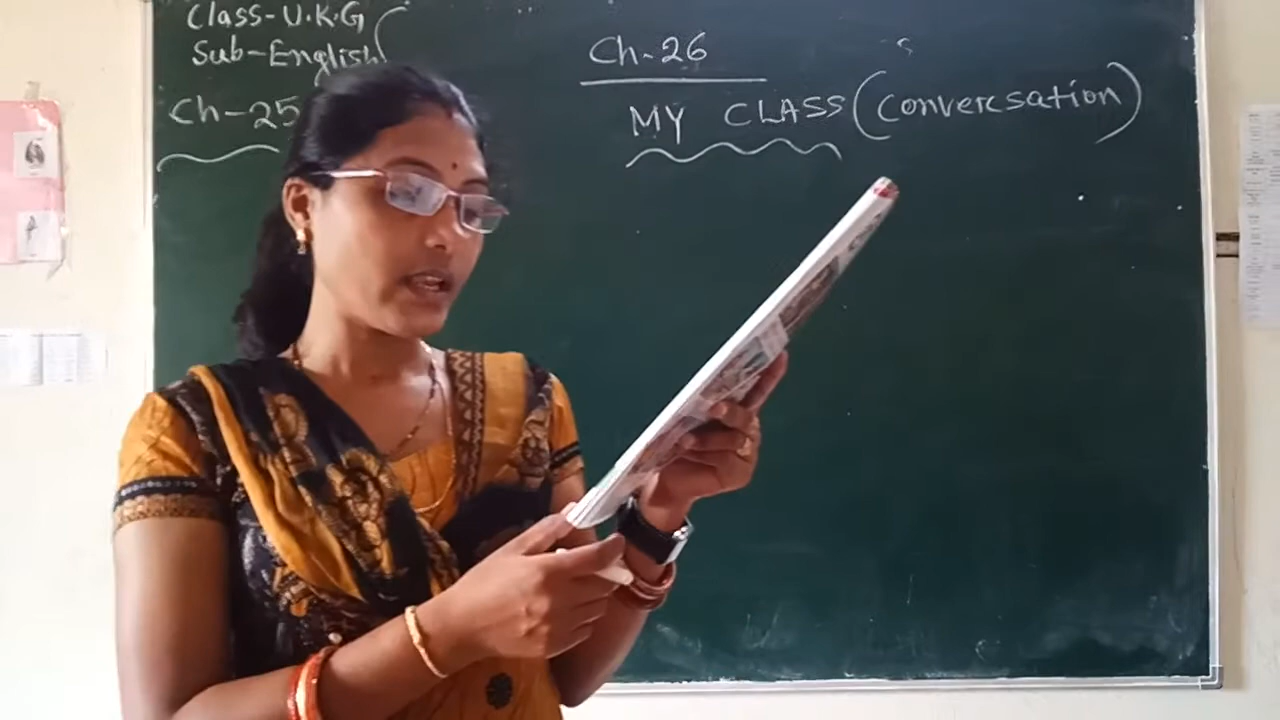 Class-U.K.G
Sub-English
Ch-25
Ch-26
MY CLASS (Conversation)